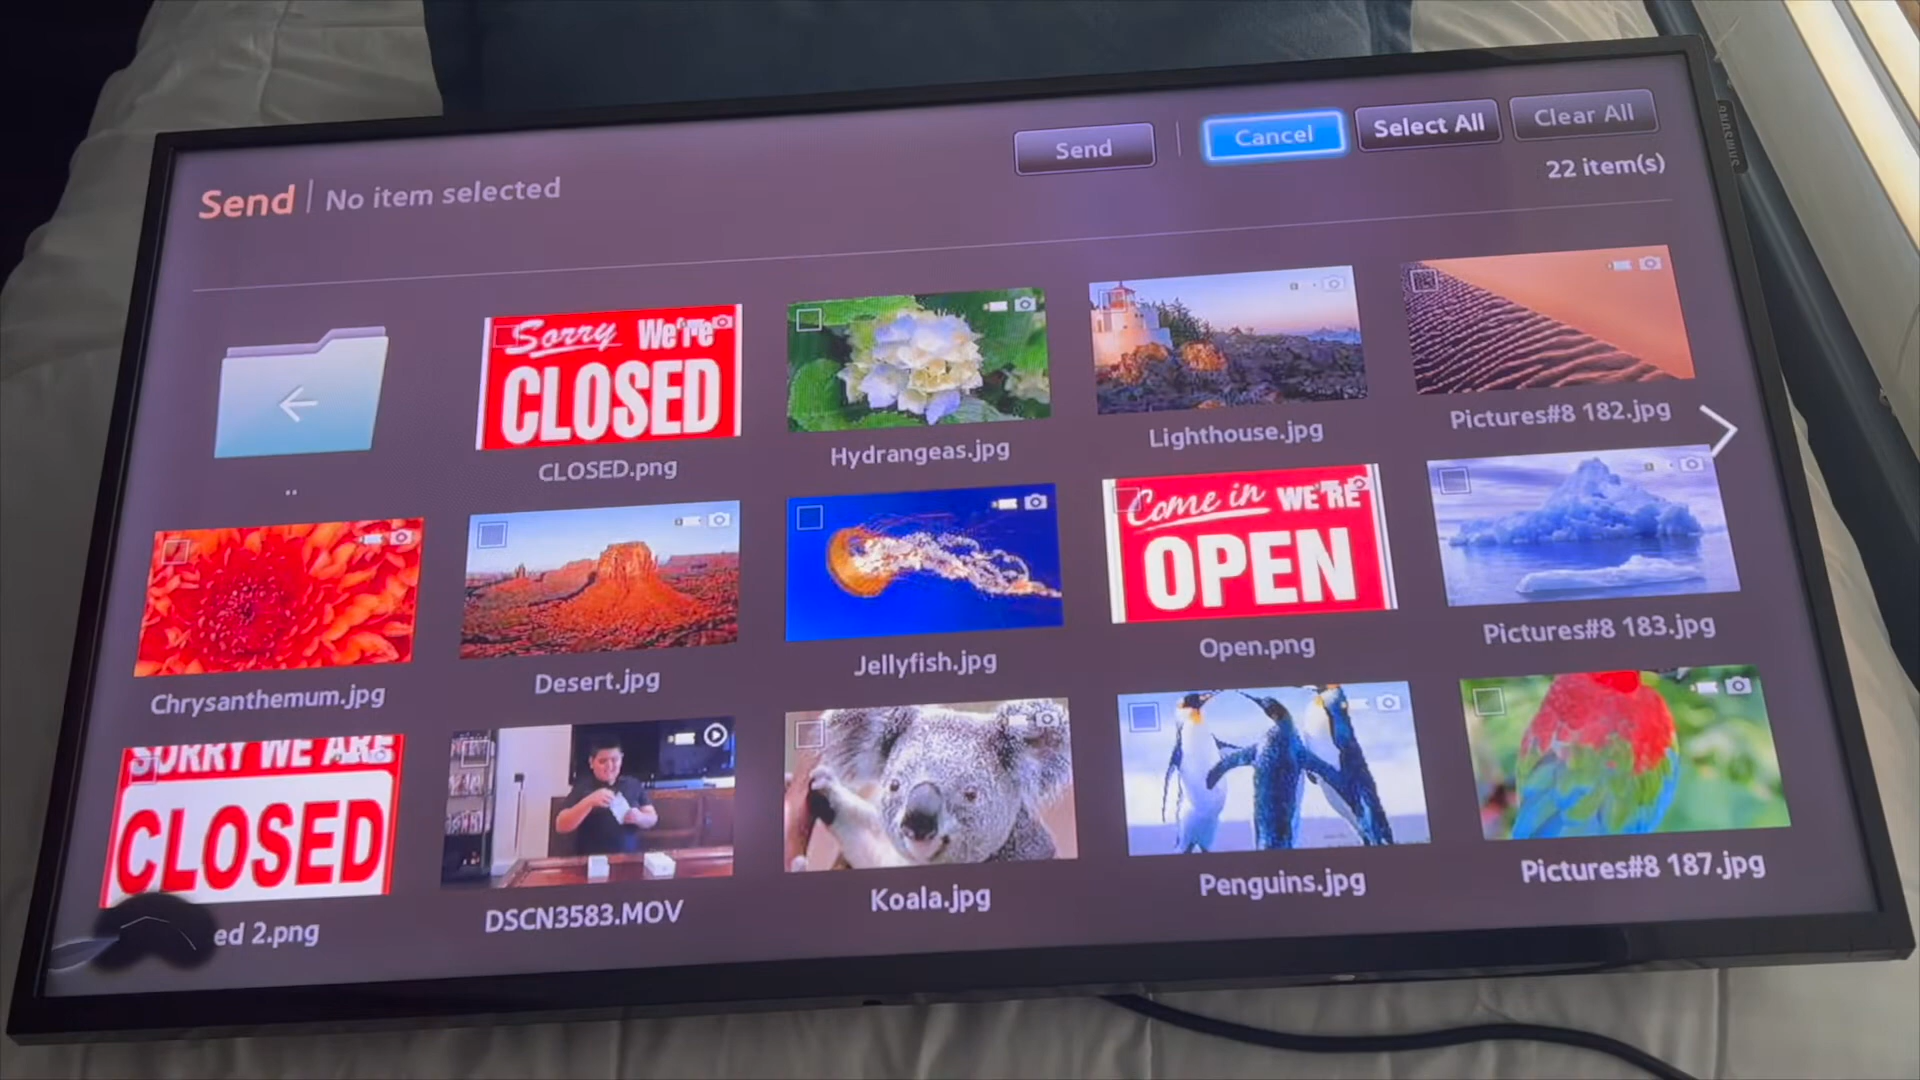 Send
Cancel
Select All
Clear All
Send
No item selected
22 item(s)
SAMSUNG
Sorry We're
CLOSED
..
CLOSED.png
Hydrangeas.jpg
Lighthouse.jpg
Pictures#8 182.jpg
Come in WE'RE
OPEN
Chrysanthemum.jpg
Desert.jpg
Jellyfish.jpg
Open.png
Pictures#8 183.jpg
SORRY WE ARE
CLOSED
ed 2.png
DSCN3583.MOV
Koala.jpg
Penguins.jpg
Pictures#8 187.jpg